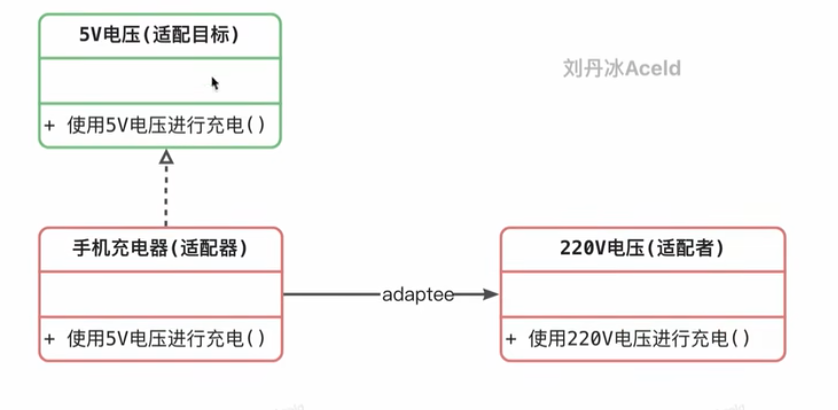 5V电压(适配目标)
刘丹冰Aceld
+ 使用5V电压进行充电()
手机充电器(适配器)
220V电压(适配者)
adaptee
+ 使用5V电压进行充电()
+ 使用220V电压进行充电()